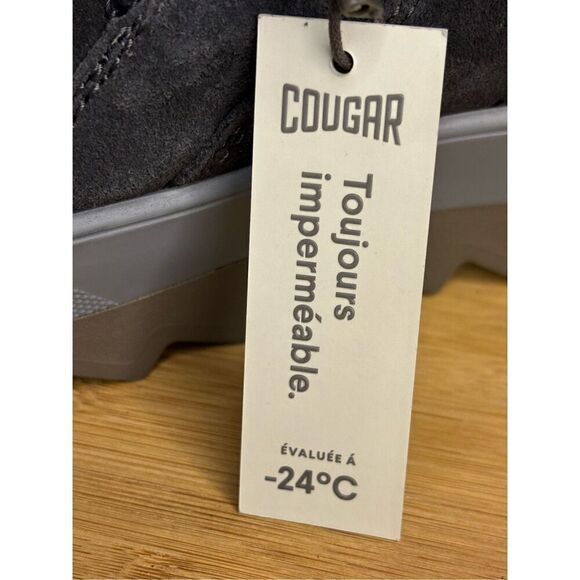 COUGAR
Toujours
imperméable.
ÉVALUÉE Á
-24°C